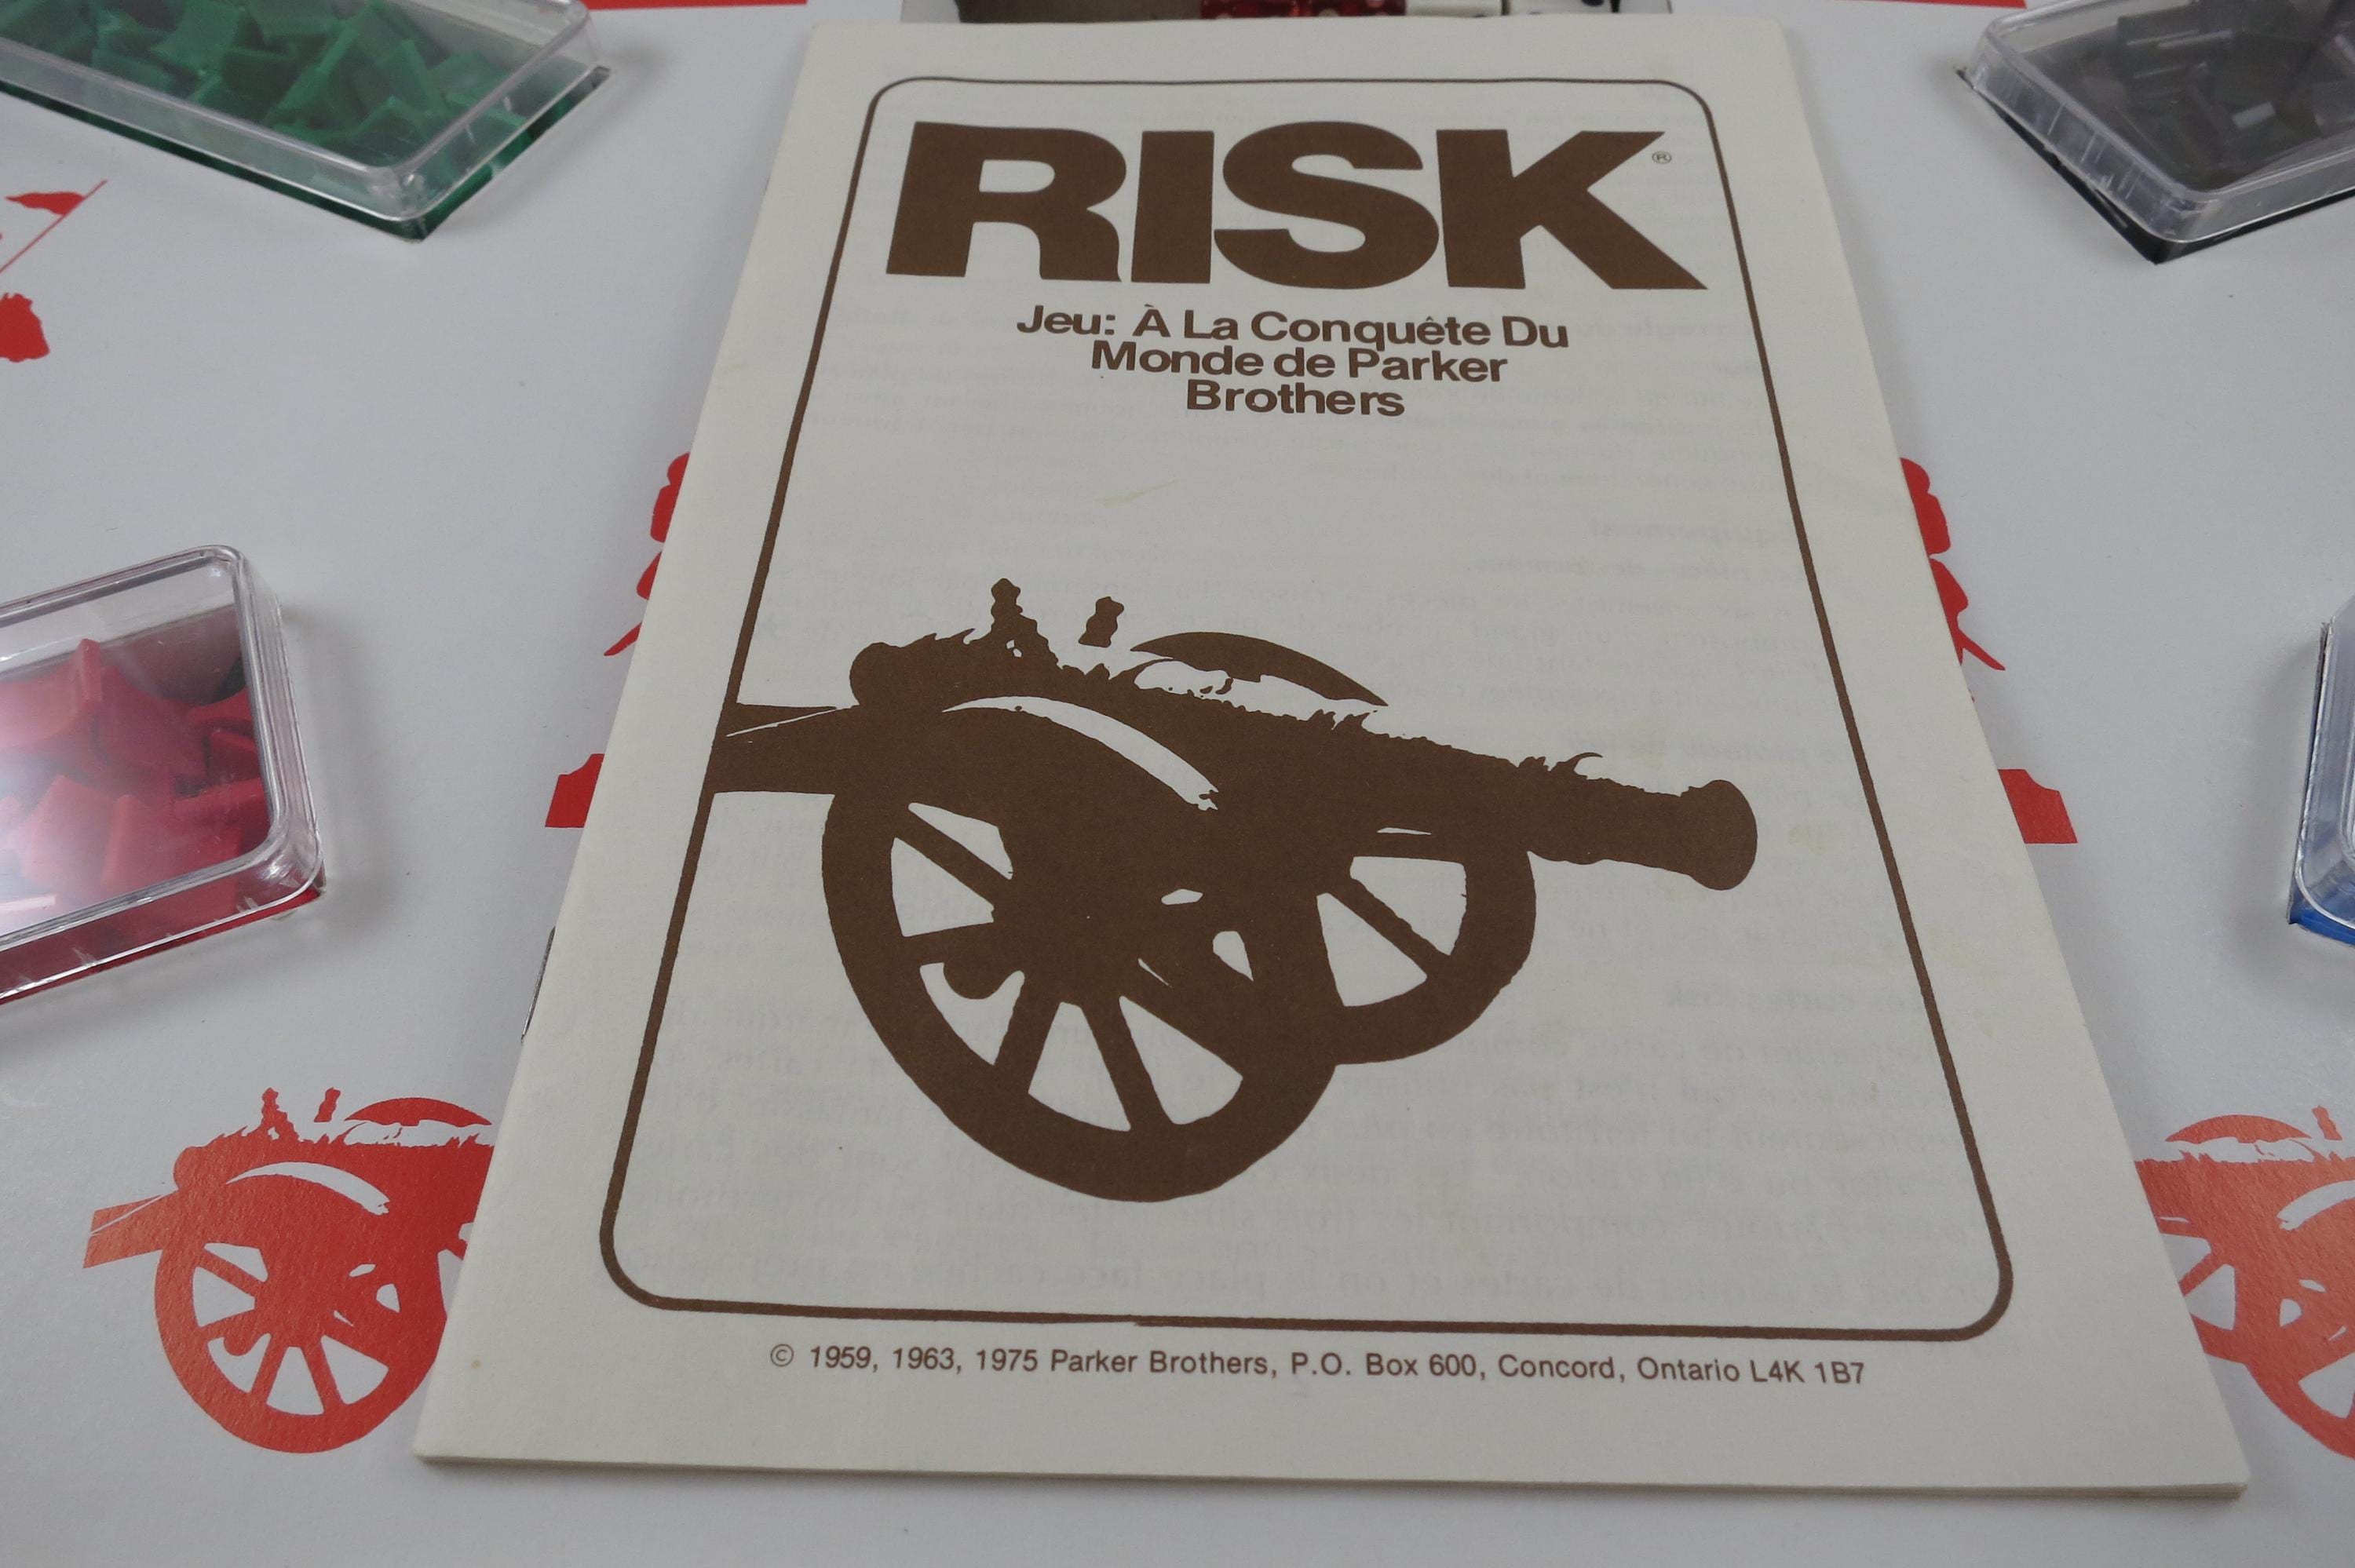 RISK®
Jeu: À La Conquête Du
Monde de Parker
Brothers
© 1959, 1963, 1975 Parker Brothers, P.O. Box 600, Concord, Ontario L4K 1B7